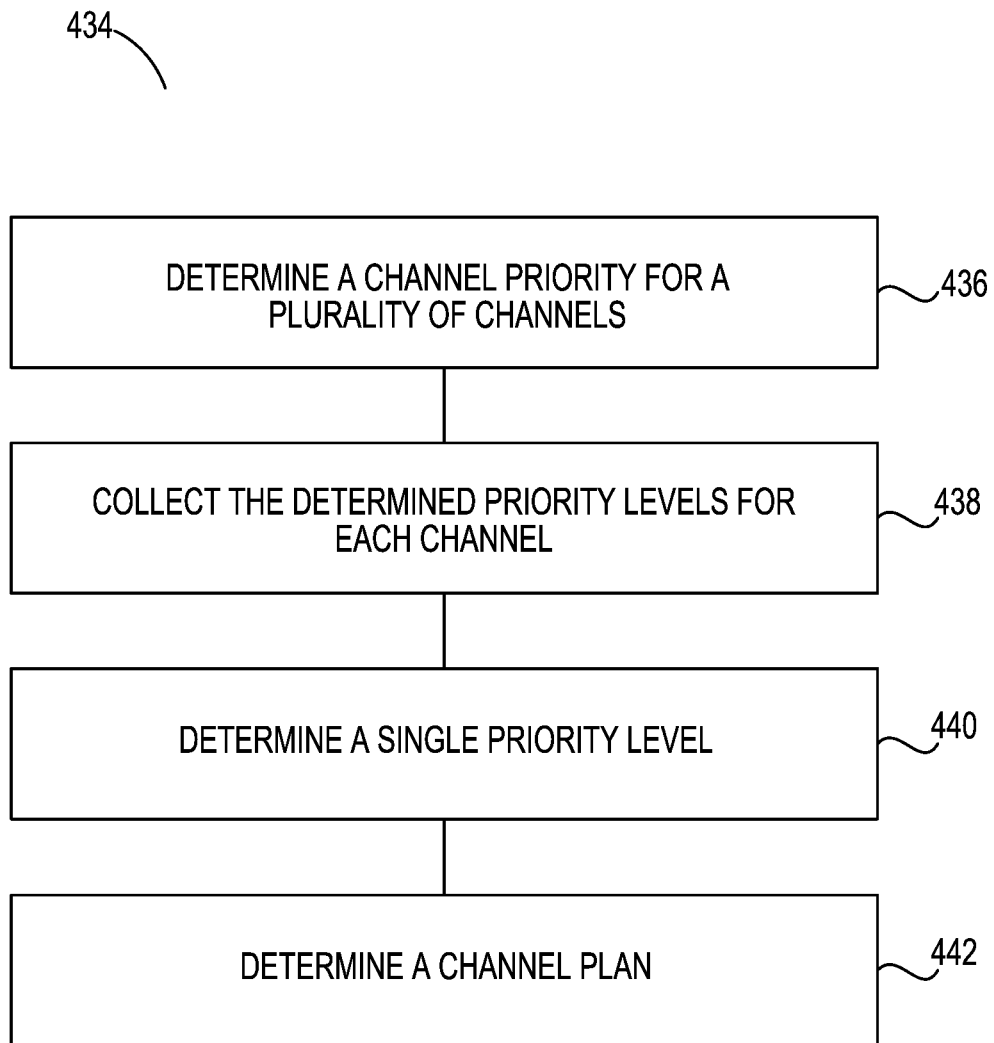 434
DETERMINE A CHANNEL PRIORITY FOR A
PLURALITY OF CHANNELS
436
COLLECT THE DETERMINED PRIORITY LEVELS FOR
EACH CHANNEL
438
DETERMINE A SINGLE PRIORITY LEVEL
440
DETERMINE A CHANNEL PLAN
442